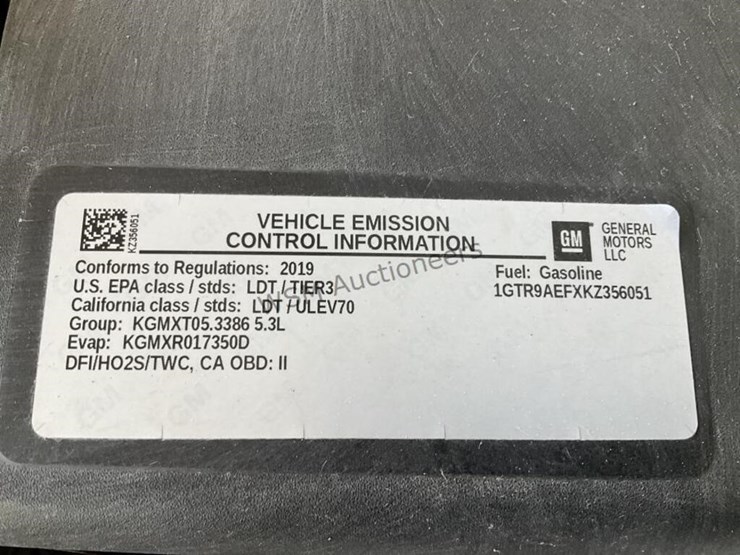 KZ356051
VEHICLE EMISSION
CONTROL INFORMATION
GM
GENERAL
MOTORS
LLC
Conforms to Regulations: 2019
U.S. EPA class / stds: LDT / TIER3
California class / stds: LDT / ULEV70
Group: KGMXT05.3386 5.3L
Evap: KGMXR017350D
DFI/HO2S/TWC, CA OBD: II
Fuel: Gasoline
1GTR9AEFXKZ356051
WSM Auctioneers